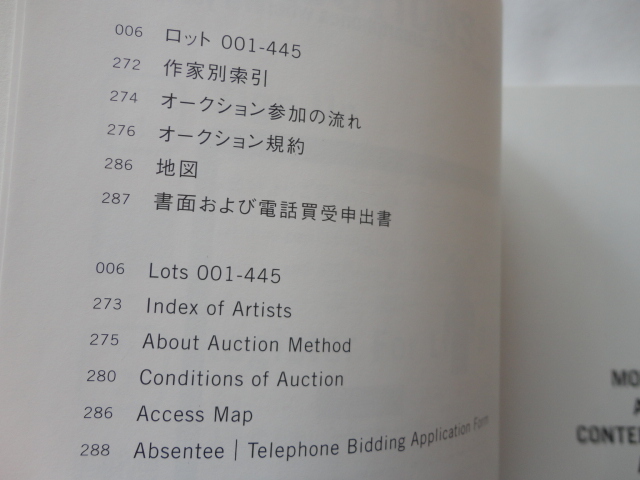 006 ロット 001-445
272 作家別索引
274 オークション参加の流れ
276 オークション規約
286 地図
287 書面および電話買受申出書
006 Lots 001-445
273 Index of Artists
275 About Auction Method
280 Conditions of Auction
286 Access Map
288 Absentee | Telephone Bidding Application Form
MO
A
CONTE